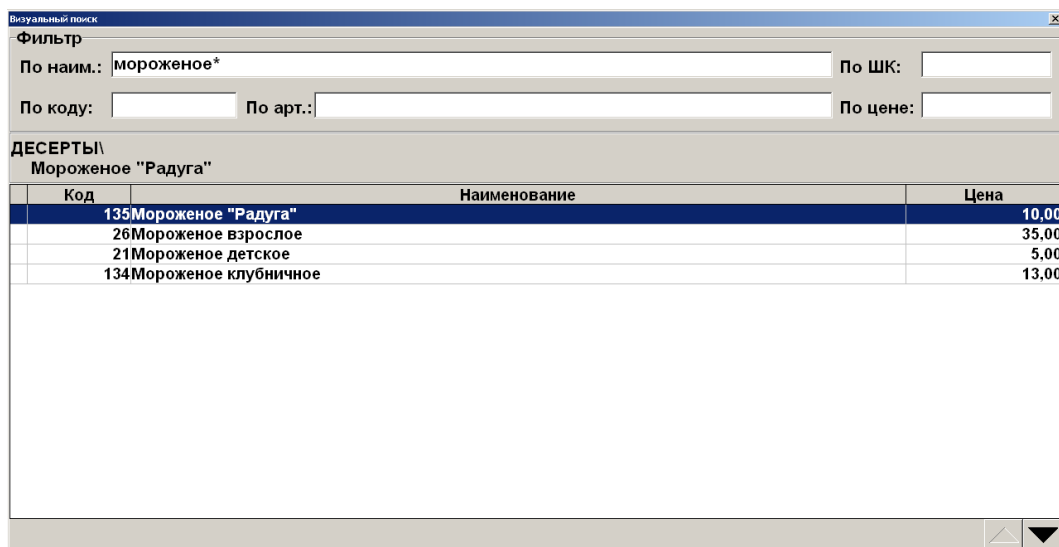 Визуальный поиск
Фильтр
По наим.: мороженое* По ШК:
По коду: По арт.: По цене:
ДЕСЕРТЫ\
Мороженое "Радуга"
Код Наименование Цена
135 Мороженое "Радуга" 10,00
26 Мороженое взрослое 35,00
21 Мороженое детское 5,00
134 Мороженое клубничное 13,00